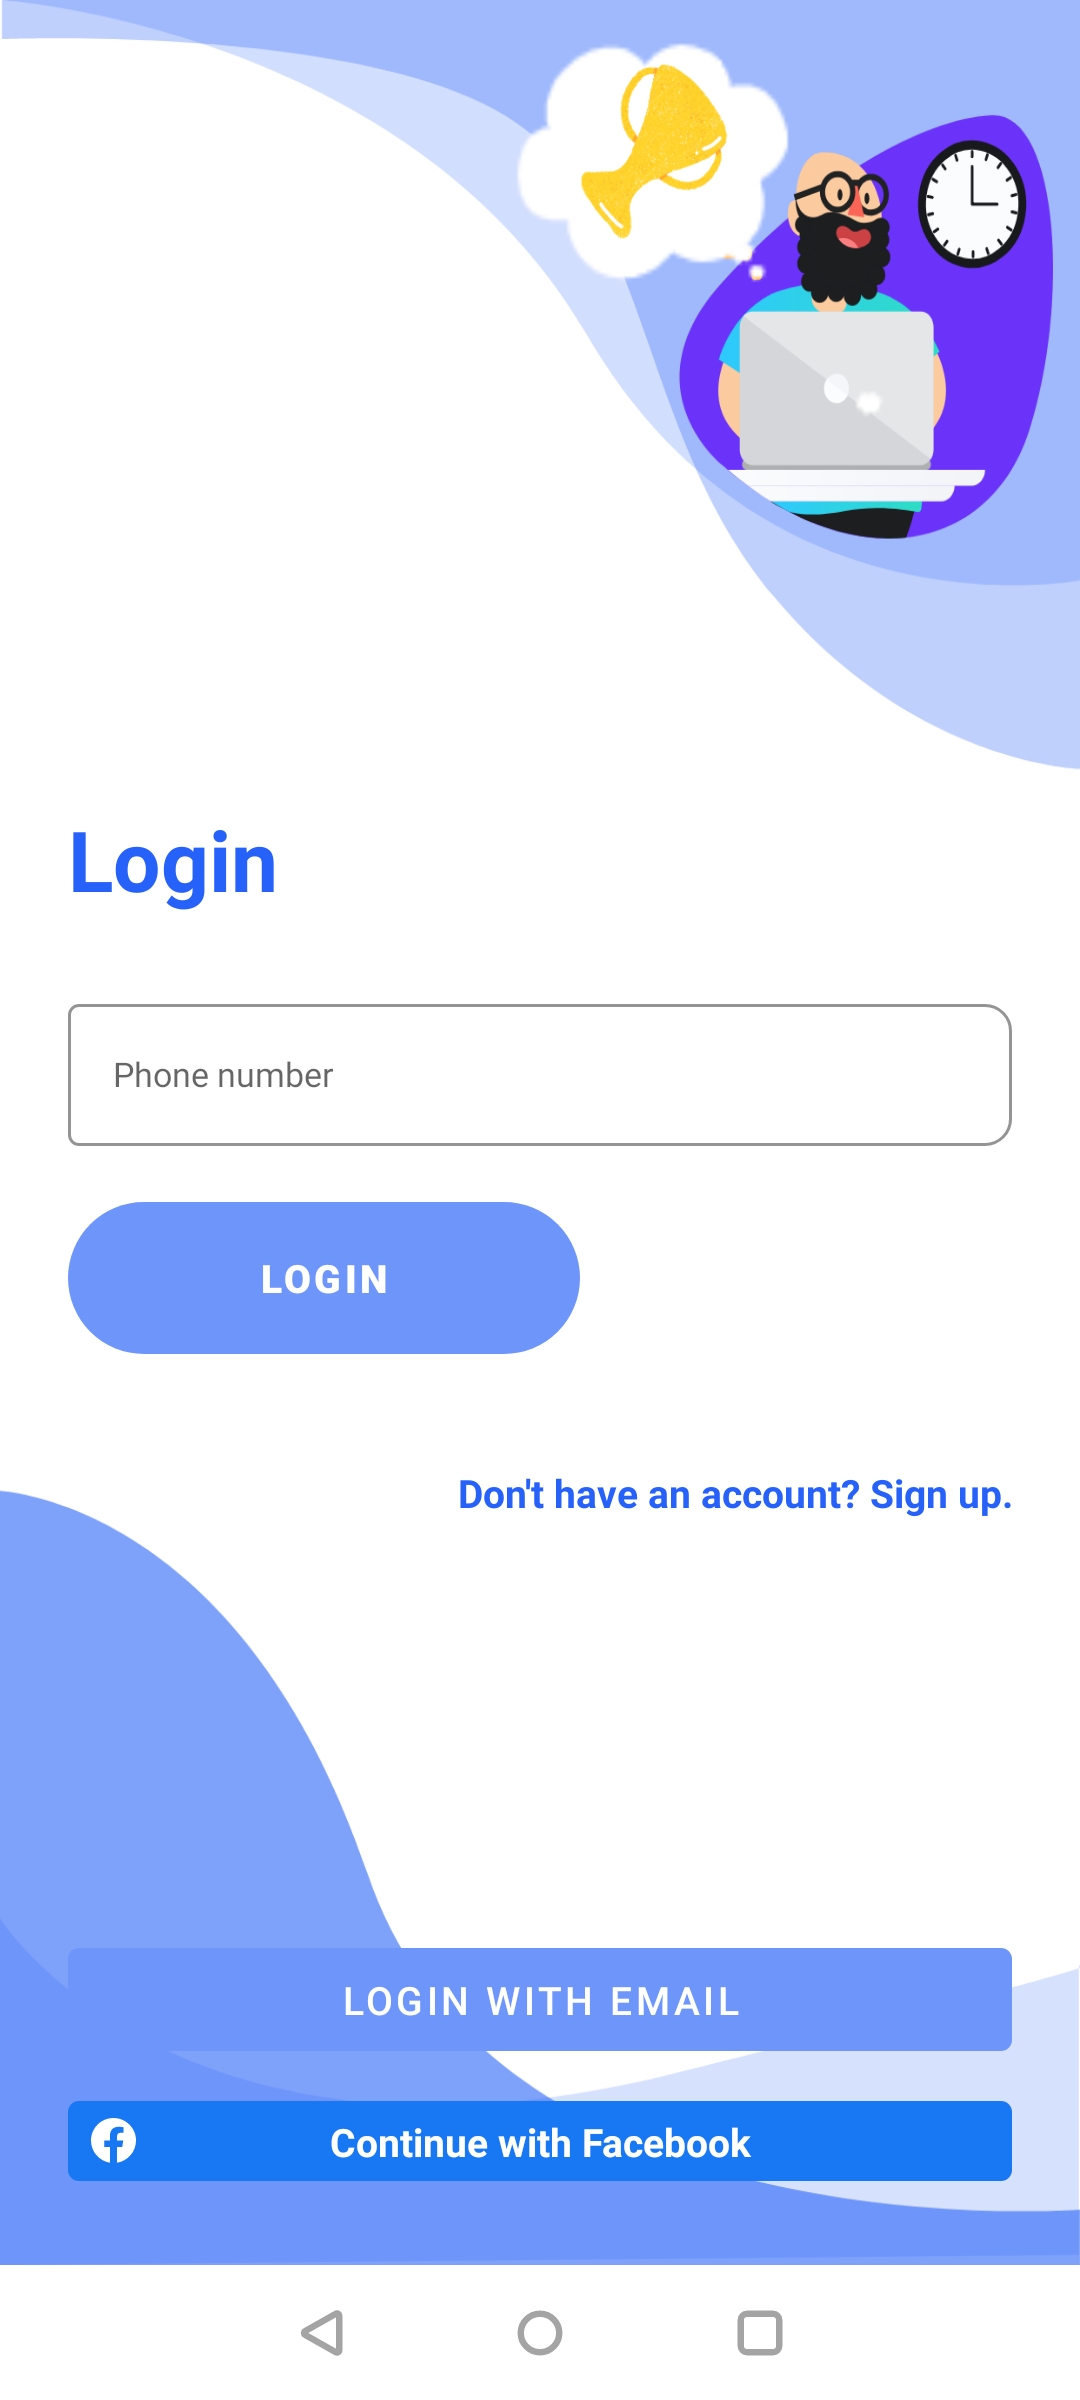 Login
Phone number
LOGIN
Don't have an account? Sign up.
LOGIN WITH EMAIL
Continue with Facebook